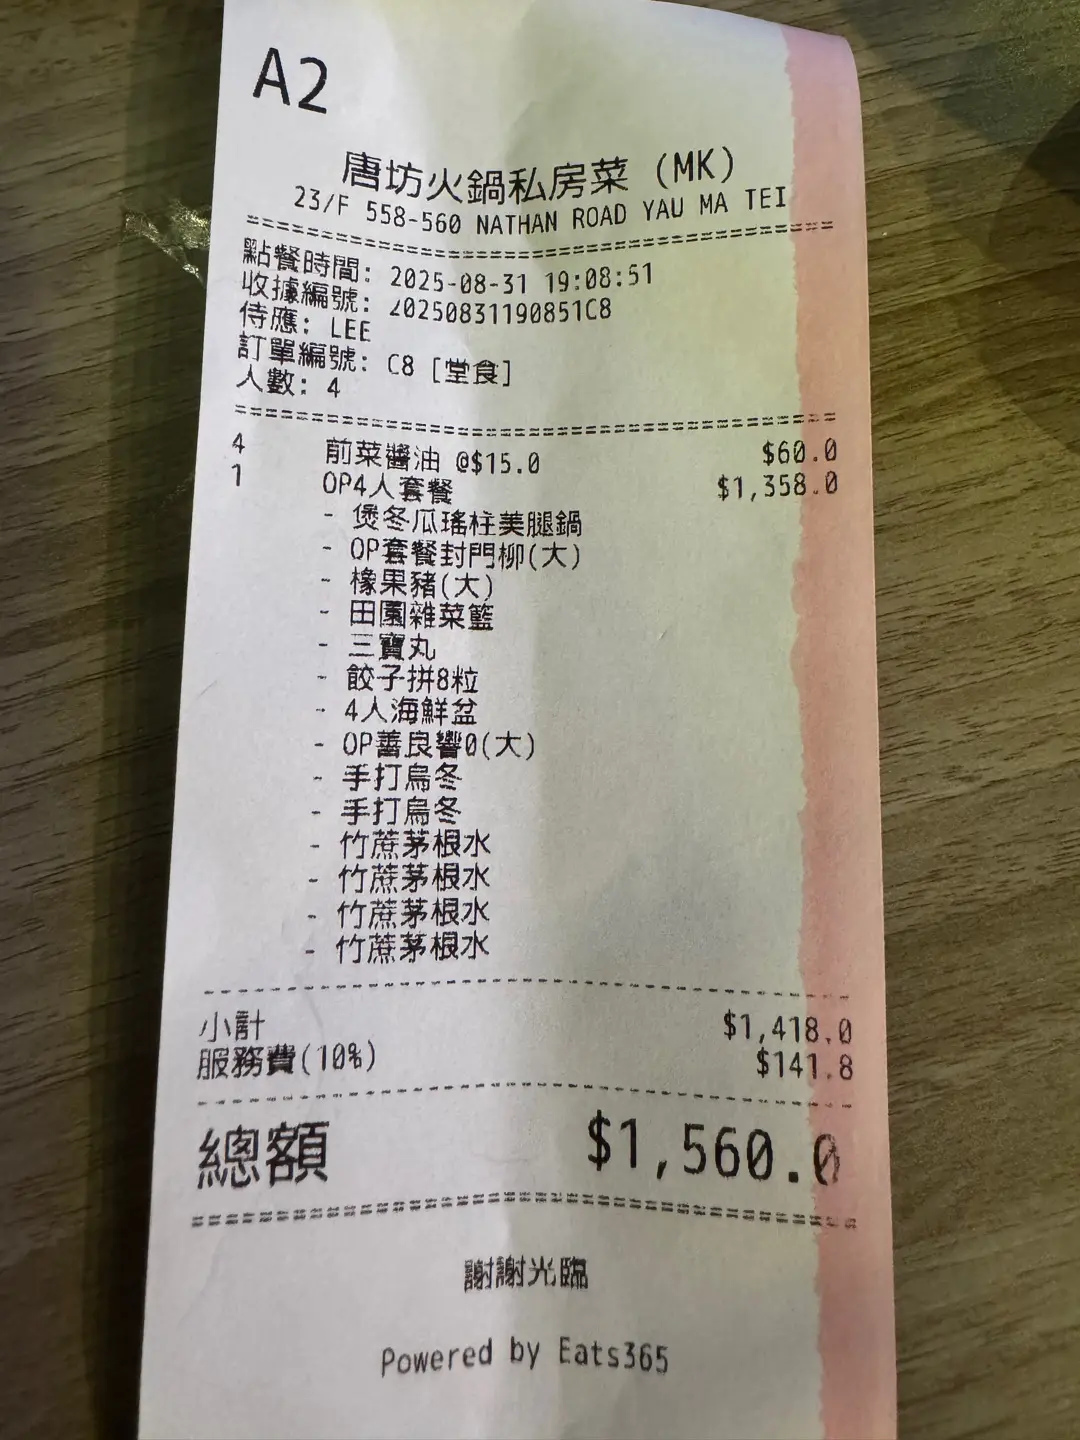 A2
唐坊火鍋私房菜 (MK)
23/F 558-560 NATHAN ROAD YAU MA TEI
點餐時間: 2025-08-31 19:08:51
收據編號: 20250831190851C8
侍應: LEE
訂單編號: C8 [堂食]
人數: 4
4 前菜醬油 @$15.0 $60.0
1 OP4人套餐 $1,358.0
- 煲冬瓜瑤柱美腿鍋
- OP套餐封門柳(大)
- 橡果豬(大)
- 田園雜菜籃
- 三寶丸
- 餃子拼8粒
- 4人海鮮盆
- OP善良響0(大)
- 手打烏冬
- 手打烏冬
- 竹蔗茅根水
- 竹蔗茅根水
- 竹蔗茅根水
- 竹蔗茅根水
小計 $1,418.0
服務費(10%) $141.8
總額 $1,560.0
謝謝光臨
Powered by Eats365